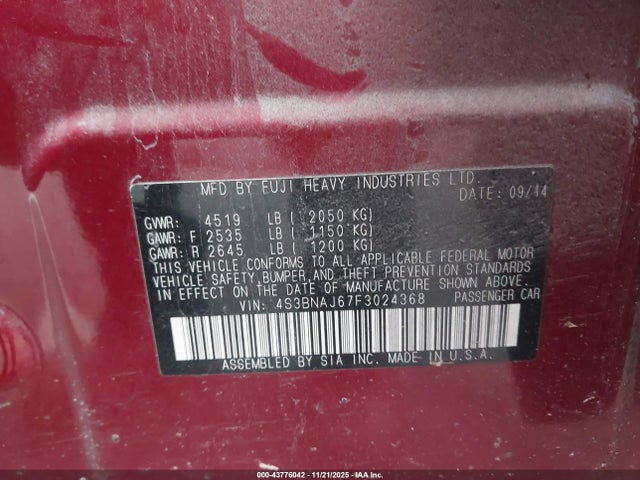 MFD BY FUJI HEAVY INDUSTRIES LTD.
DATE: 09/14
GVWR: 4519 LB ( 2050 KG)
GAWR: F 2535 LB ( 1150 KG)
GAWR: R 2645 LB ( 1200 KG)
THIS VEHICLE CONFORMS TO ALL APPLICABLE FEDERAL MOTOR
VEHICLE SAFETY,BUMPER,AND THEFT PREVENTION STANDARDS
IN EFFECT ON THE DATE OF MANUFACTURE SHOWN ABOVE.
VIN: 4S3BNAJ67F3024368 PASSENGER CAR
ASSEMBLED BY SIA INC. MADE IN U.S.A.
000-43776042 - 11/21/2025 - IAA Inc.